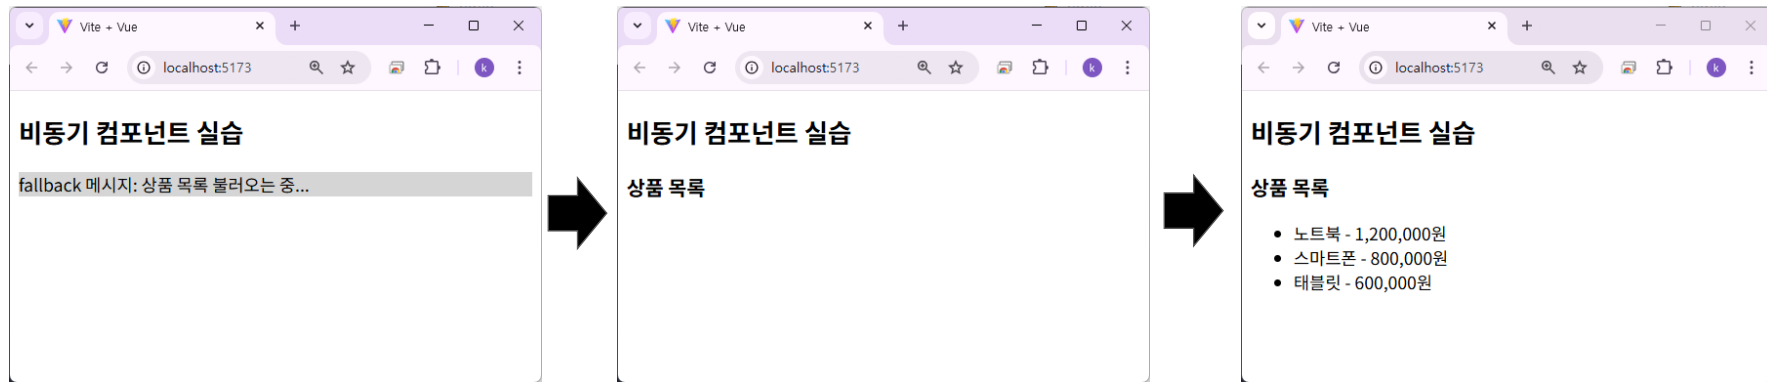 Vite + Vue
localhost:5173
k
비동기 컴포넌트 실습
fallback 메시지: 상품 목록 불러오는 중...
Vite + Vue
localhost:5173
k
비동기 컴포넌트 실습
상품 목록
Vite + Vue
localhost:5173
k
비동기 컴포넌트 실습
상품 목록
• 노트북 - 1,200,000원
• 스마트폰 - 800,000원
• 태블릿 - 600,000원